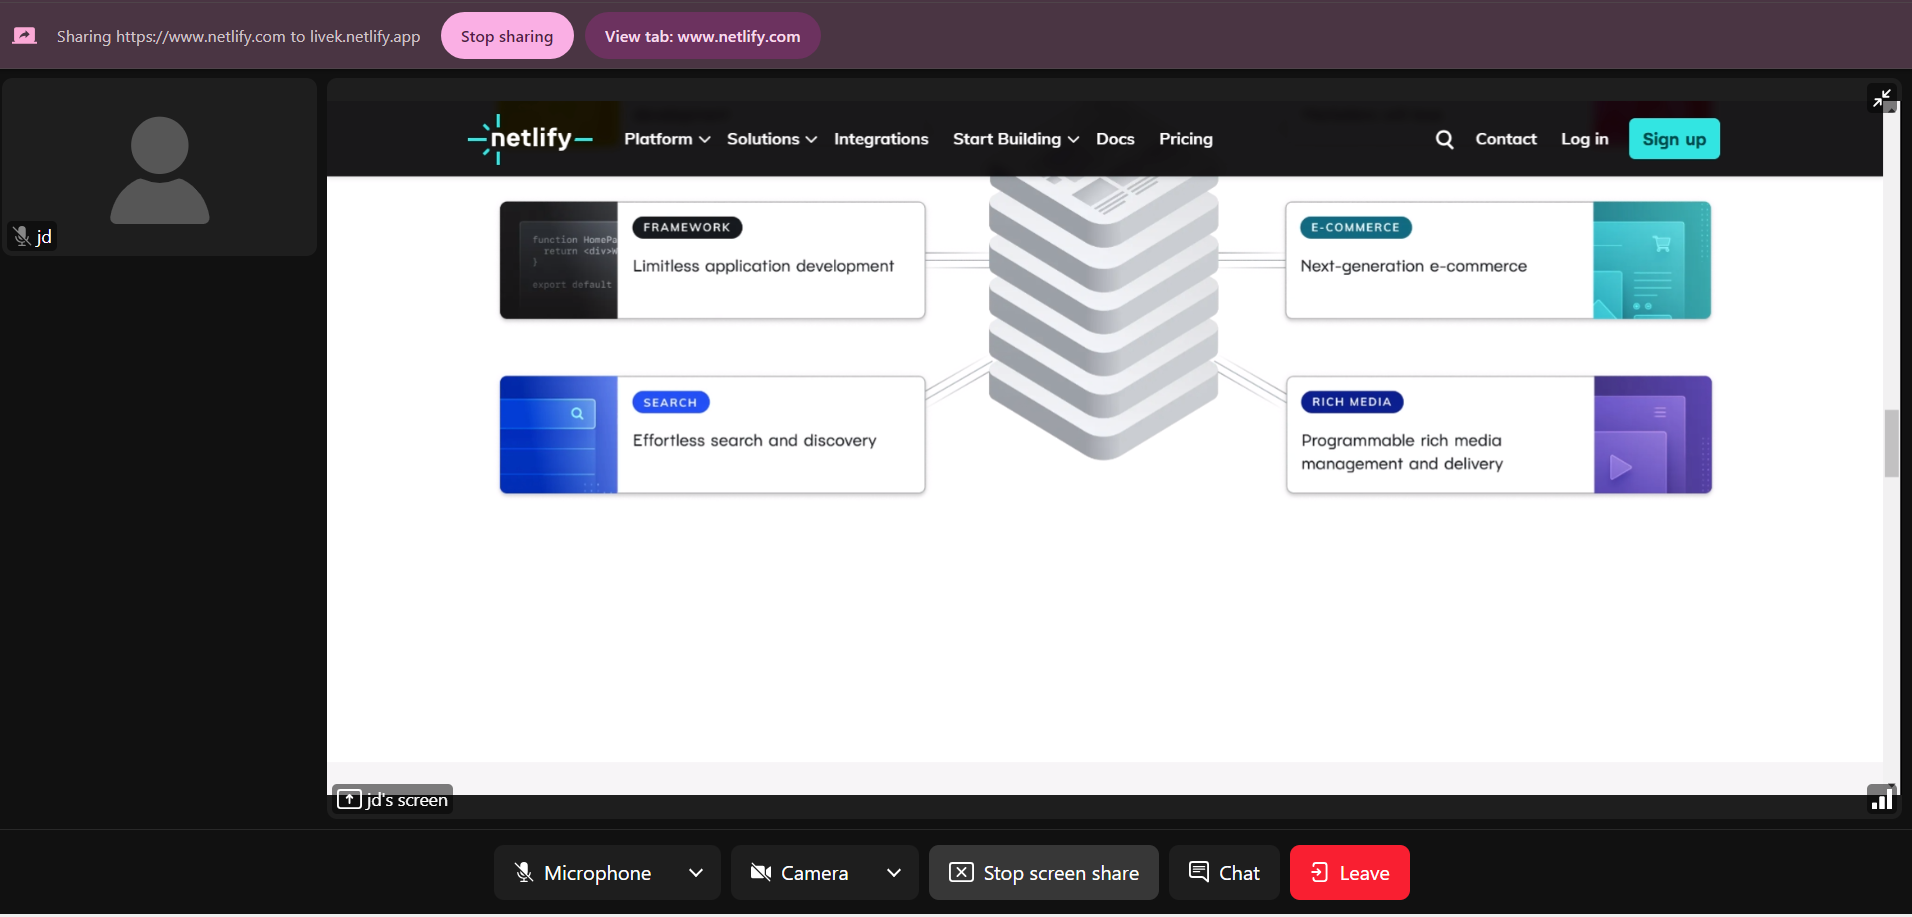 Sharing https://www.netlify.com to livek.netlify.app
Stop sharing
View tab: www.netlify.com
jd
netlify
Platform
Solutions
Integrations
Start Building
Docs
Pricing
Contact
Log in
Sign up
function HomePa
return <div>W
}
export default
FRAMEWORK
Limitless application development
E-COMMERCE
Next-generation e-commerce
SEARCH
Effortless search and discovery
RICH MEDIA
Programmable rich media
management and delivery
jd's screen
Microphone
Camera
Stop screen share
Chat
Leave